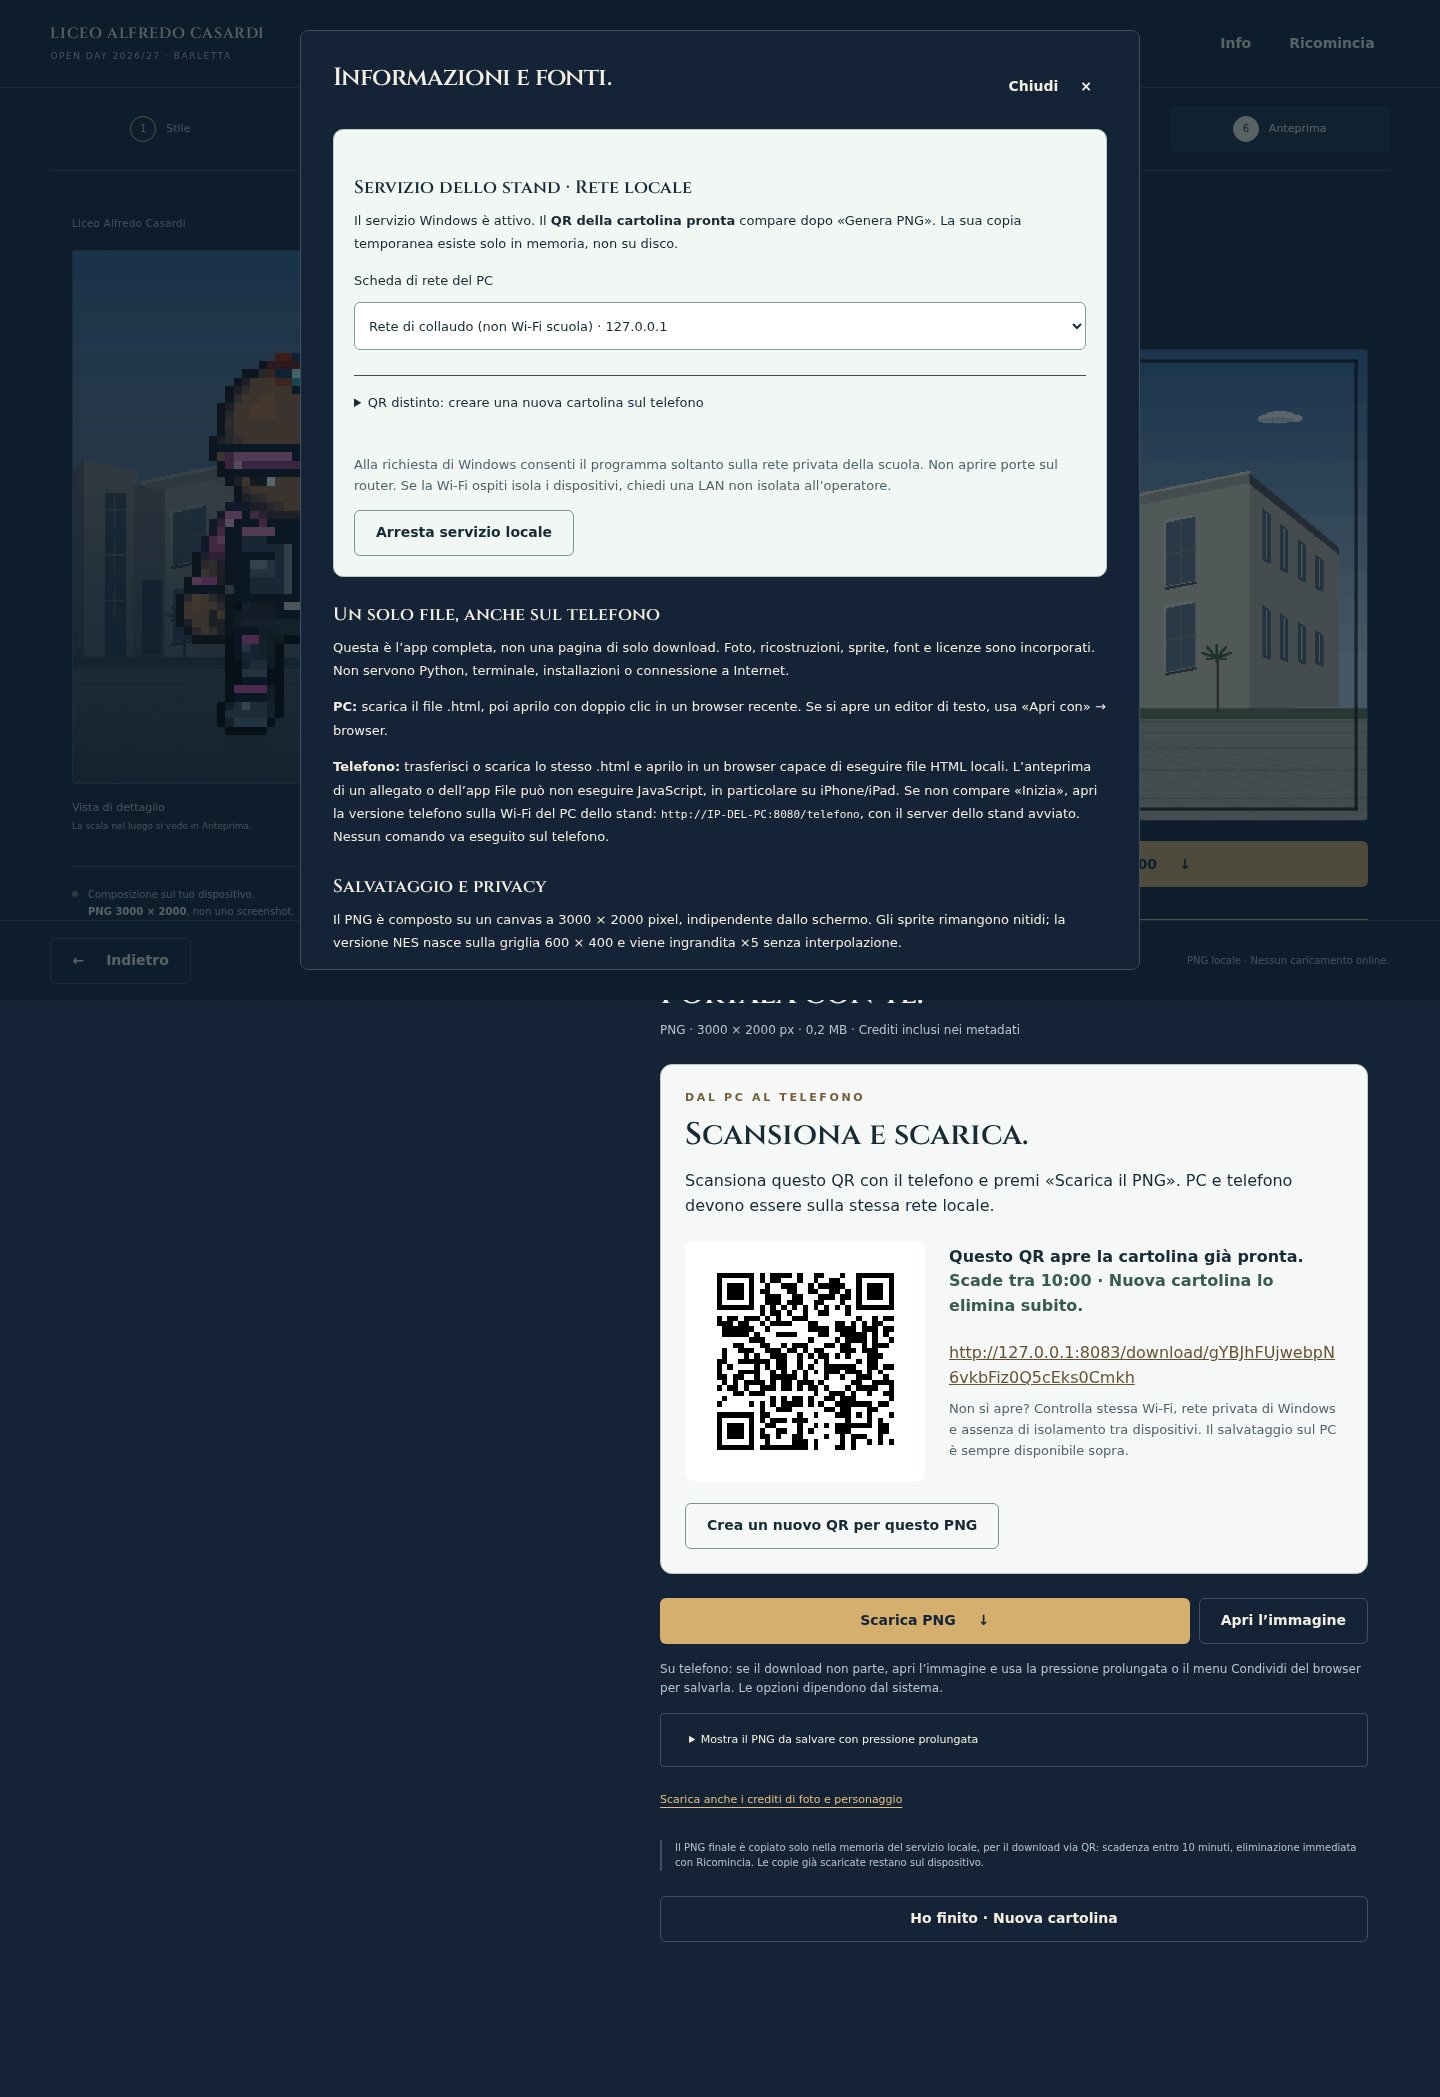 LICEO ALFREDO CASARDI
OPEN DAY 2026/27 · BARLETTA
Info
Ricomincia
1
Stile
6
Anteprima
Liceo Alfredo Casardi
Informazioni e fonti.
Chiudi ×
Servizio dello stand · Rete locale
Il servizio Windows è attivo. Il QR della cartolina pronta compare dopo «Genera PNG». La sua copia
temporanea esiste solo in memoria, non su disco.
Scheda di rete del PC
Rete di collaudo (non Wi-Fi scuola) · 127.0.0.1
▶ QR distinto: creare una nuova cartolina sul telefono
Alla richiesta di Windows consenti il programma soltanto sulla rete privata della scuola. Non aprire porte sul
router. Se la Wi-Fi ospiti isola i dispositivi, chiedi una LAN non isolata all’operatore.
Arresta servizio locale
Un solo file, anche sul telefono
Questa è l’app completa, non una pagina di solo download. Foto, ricostruzioni, sprite, font e licenze sono incorporati.
Non servono Python, terminale, installazioni o connessione a Internet.
PC: scarica il file .html, poi aprilo con doppio clic in un browser recente. Se si apre un editor di testo, usa «Apri con» →
browser.
Telefono: trasferisci o scarica lo stesso .html e aprilo in un browser capace di eseguire file HTML locali. L’anteprima
di un allegato o dell’app File può non eseguire JavaScript, in particolare su iPhone/iPad. Se non compare «Inizia», apri
la versione telefono sulla Wi-Fi del PC dello stand: http://IP-DEL-PC:8080/telefono, con il server dello stand avviato.
Nessun comando va eseguito sul telefono.
Salvataggio e privacy
Il PNG è composto su un canvas a 3000 × 2000 pixel, indipendente dallo schermo. Gli sprite rimangono nitidi; la
versione NES nasce sulla griglia 600 × 400 e viene ingrandita ×5 senza interpolazione.
Vista di dettaglio
La scala nel luogo si vede in Anteprima.
Composizione sul tuo dispositivo.
PNG 3000 × 2000, non uno screenshot.
00 ↓
← Indietro
PNG locale · Nessun caricamento online.
PORTALA CON TE.
PNG · 3000 × 2000 px · 0,2 MB · Crediti inclusi nei metadati
DAL PC AL TELEFONO
Scansiona e scarica.
Scansiona questo QR con il telefono e premi «Scarica il PNG». PC e telefono
devono essere sulla stessa rete locale.
Questo QR apre la cartolina già pronta.
Scade tra 10:00 · Nuova cartolina lo
elimina subito.
http://127.0.0.1:8083/download/gYBJhFUjwebpN
6vkbFiz0Q5cEks0Cmkh
Non si apre? Controlla stessa Wi-Fi, rete privata di Windows
e assenza di isolamento tra dispositivi. Il salvataggio sul PC
è sempre disponibile sopra.
Crea un nuovo QR per questo PNG
Scarica PNG ↓
Apri l’immagine
Su telefono: se il download non parte, apri l’immagine e usa la pressione prolungata o il menu Condividi del browser
per salvarla. Le opzioni dipendono dal sistema.
▶ Mostra il PNG da salvare con pressione prolungata
Scarica anche i crediti di foto e personaggio
Il PNG finale è copiato solo nella memoria del servizio locale, per il download via QR: scadenza entro 10 minuti, eliminazione immediata
con Ricomincia. Le copie già scaricate restano sul dispositivo.
Ho finito · Nuova cartolina